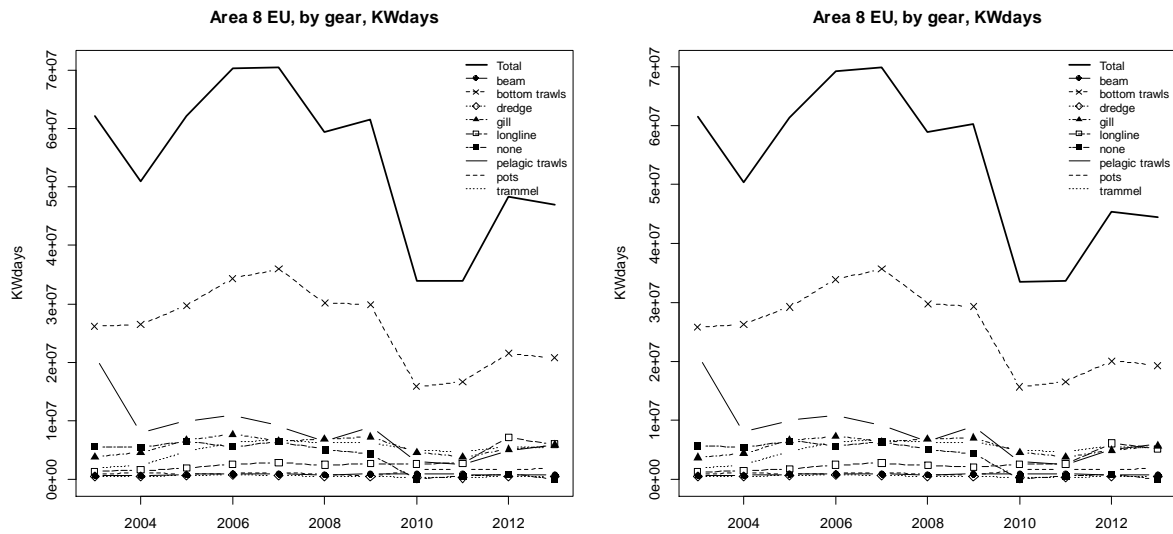 Area 8 EU, by gear, KWdays
KWdays
7e+07
6e+07
5e+07
4e+07
3e+07
2e+07
1e+07
0e+00
Total
beam
bottom trawls
dredge
gill
longline
none
pelagic trawls
pots
trammel
2004 2006 2008 2010 2012
Area 8 EU, by gear, KWdays
KWdays
7e+07
6e+07
5e+07
4e+07
3e+07
2e+07
1e+07
0e+00
Total
beam
bottom trawls
dredge
gill
longline
none
pelagic trawls
pots
trammel
2004 2006 2008 2010 2012